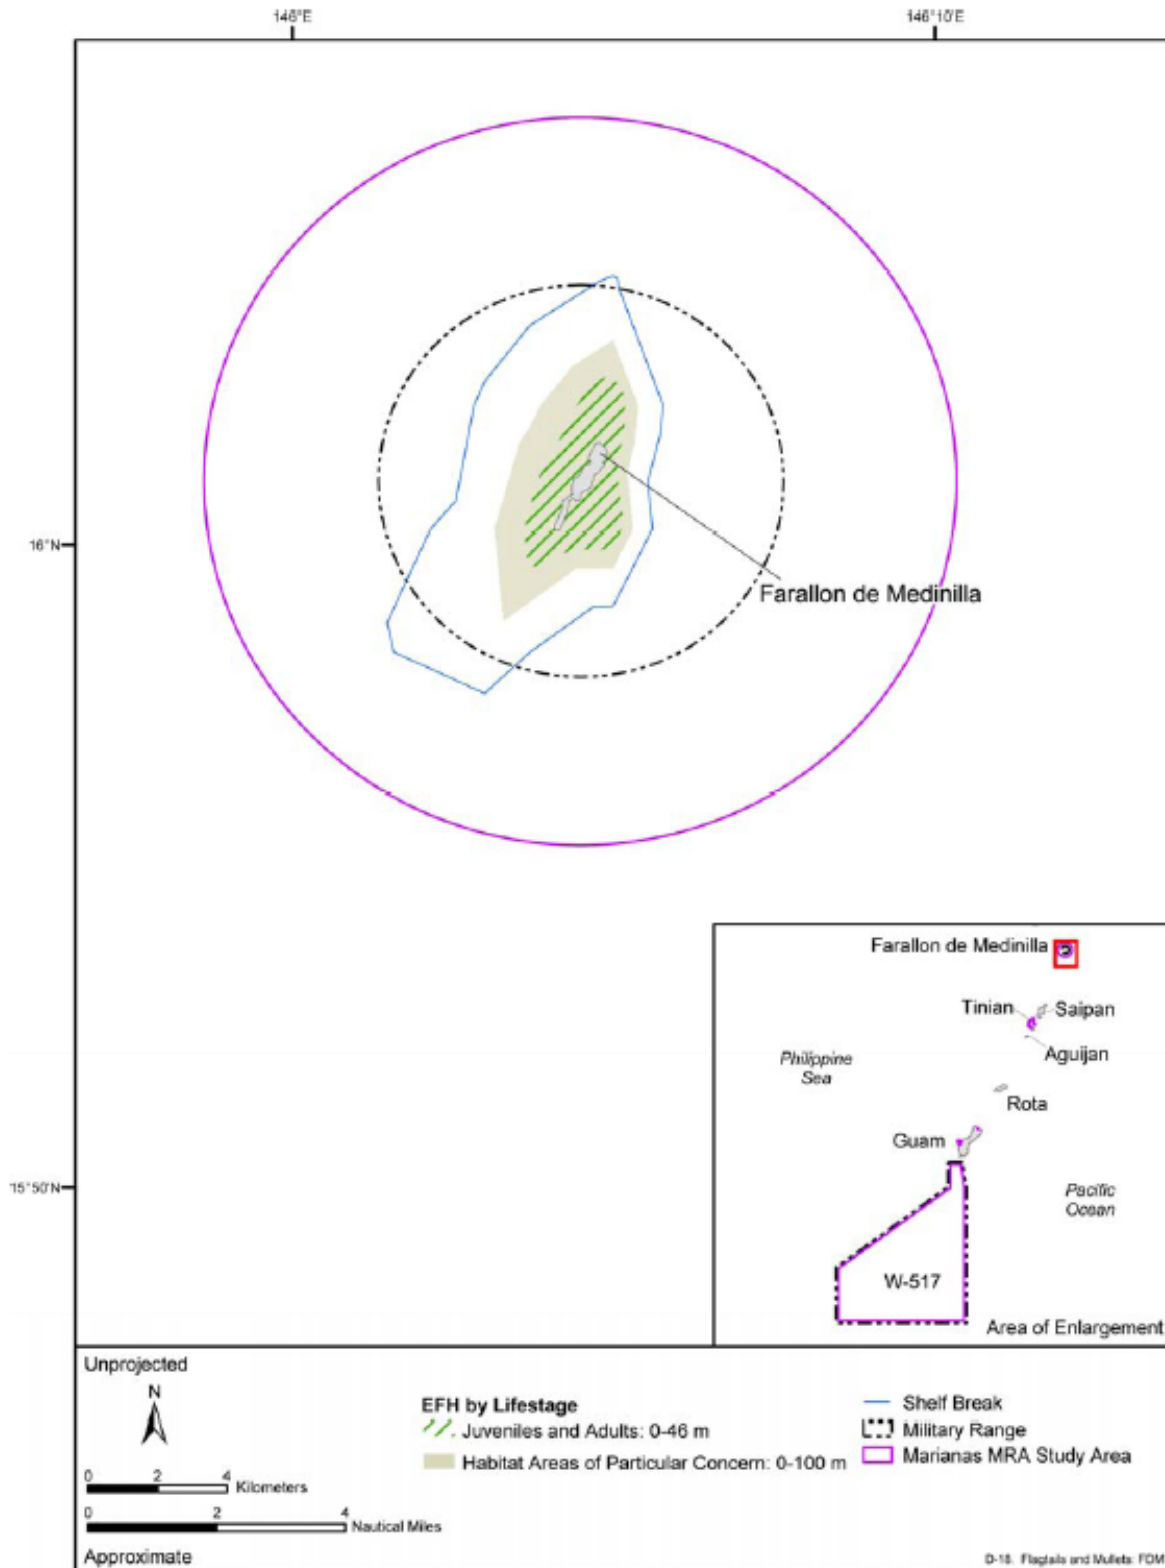 146°E
146°10'E
16°N
Farallon de Medinilla
15°50'N
Farallon de Medinilla
Tinian
Saipan
Aguijan
Philippine
Sea
Rota
Guam
Pacific
Ocean
W-517
Area of Enlargement
Unprojected
N
0 2 4
Kilometers
0 2 4
Nautical Miles
Approximate
EFH by Lifestage
Juveniles and Adults: 0-46 m
Habitat Areas of Particular Concern: 0-100 m
Shelf Break
Military Range
Marianas MRA Study Area
D-18. Flagtails and Mullets: FDM